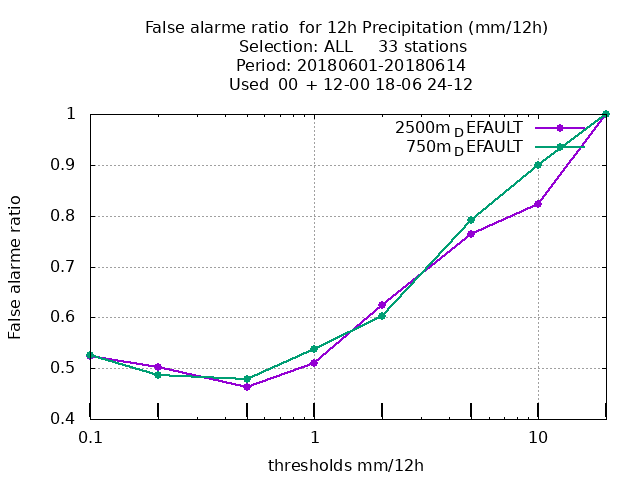 False alarme ratio  for 12h Precipitation (mm/12h)
Selection: ALL     33 stations
Period: 20180601-20180614
Used  00 + 12-00 18-06 24-12
2500m_DEFAULT
750m_DEFAULT
1
0.9
0.8
0.7
0.6
0.5
0.4
False alarme ratio
0.1 1 10
thresholds mm/12h